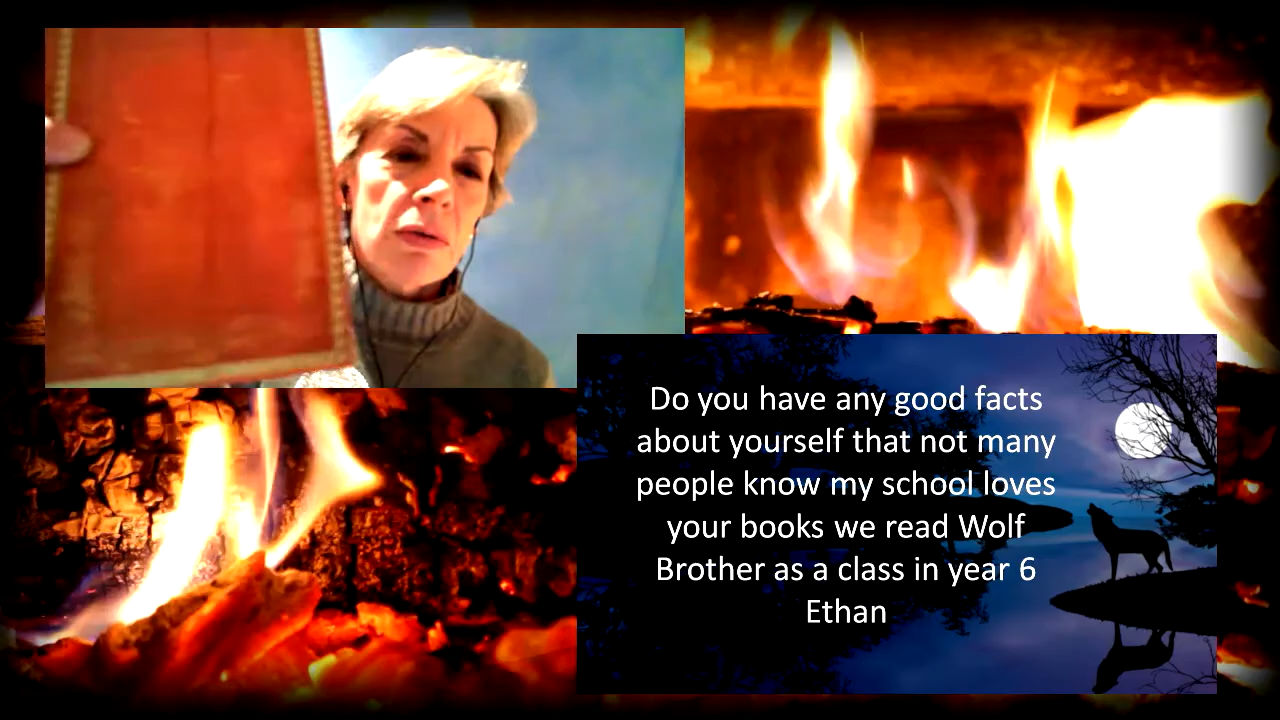 Do you have any good facts
about yourself that not many
people know my school loves
your books we read Wolf
Brother as a class in year 6
Ethan